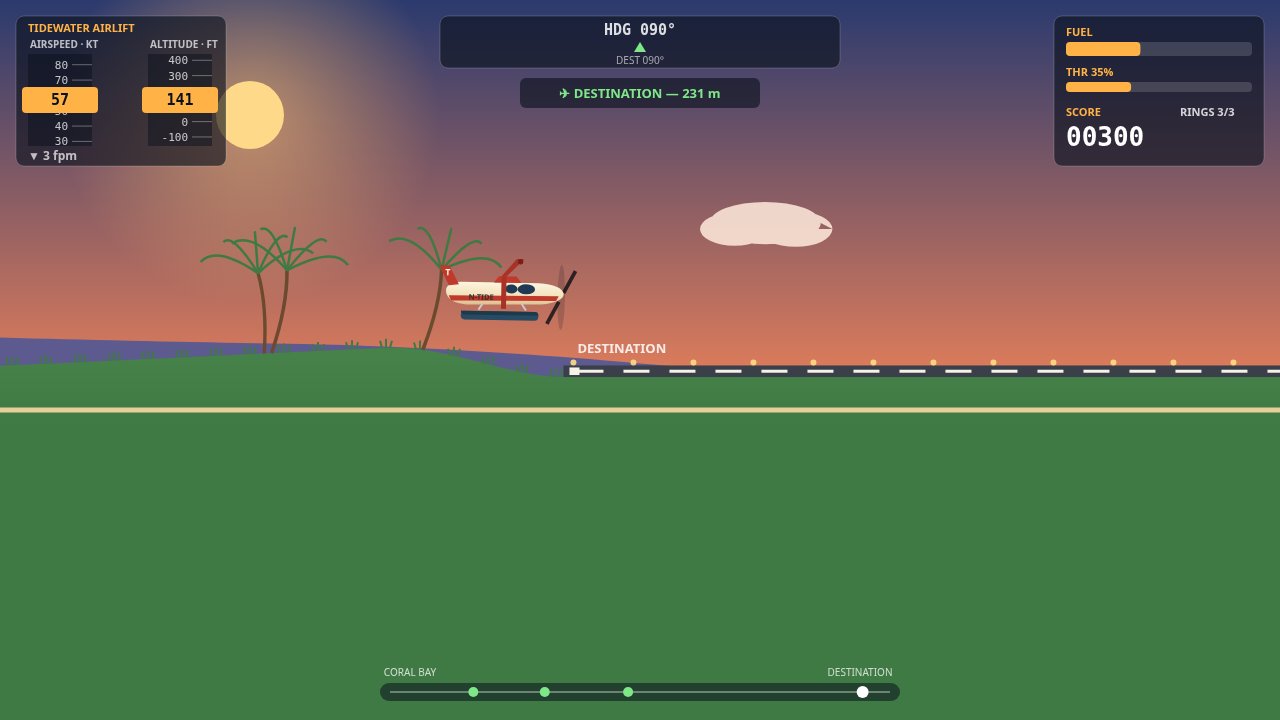 TIDEWATER AIRLIFT
AIRSPEED · KT
ALTITUDE · FT
80
70
57
40
30
400
300
141
0
-100
▼ 3 fpm
HDG 090°
DEST 090°
✈ DESTINATION — 231 m
FUEL
THR 35%
SCORE
RINGS 3/3
00300
T
N-TIDE
DESTINATION
CORAL BAY
DESTINATION